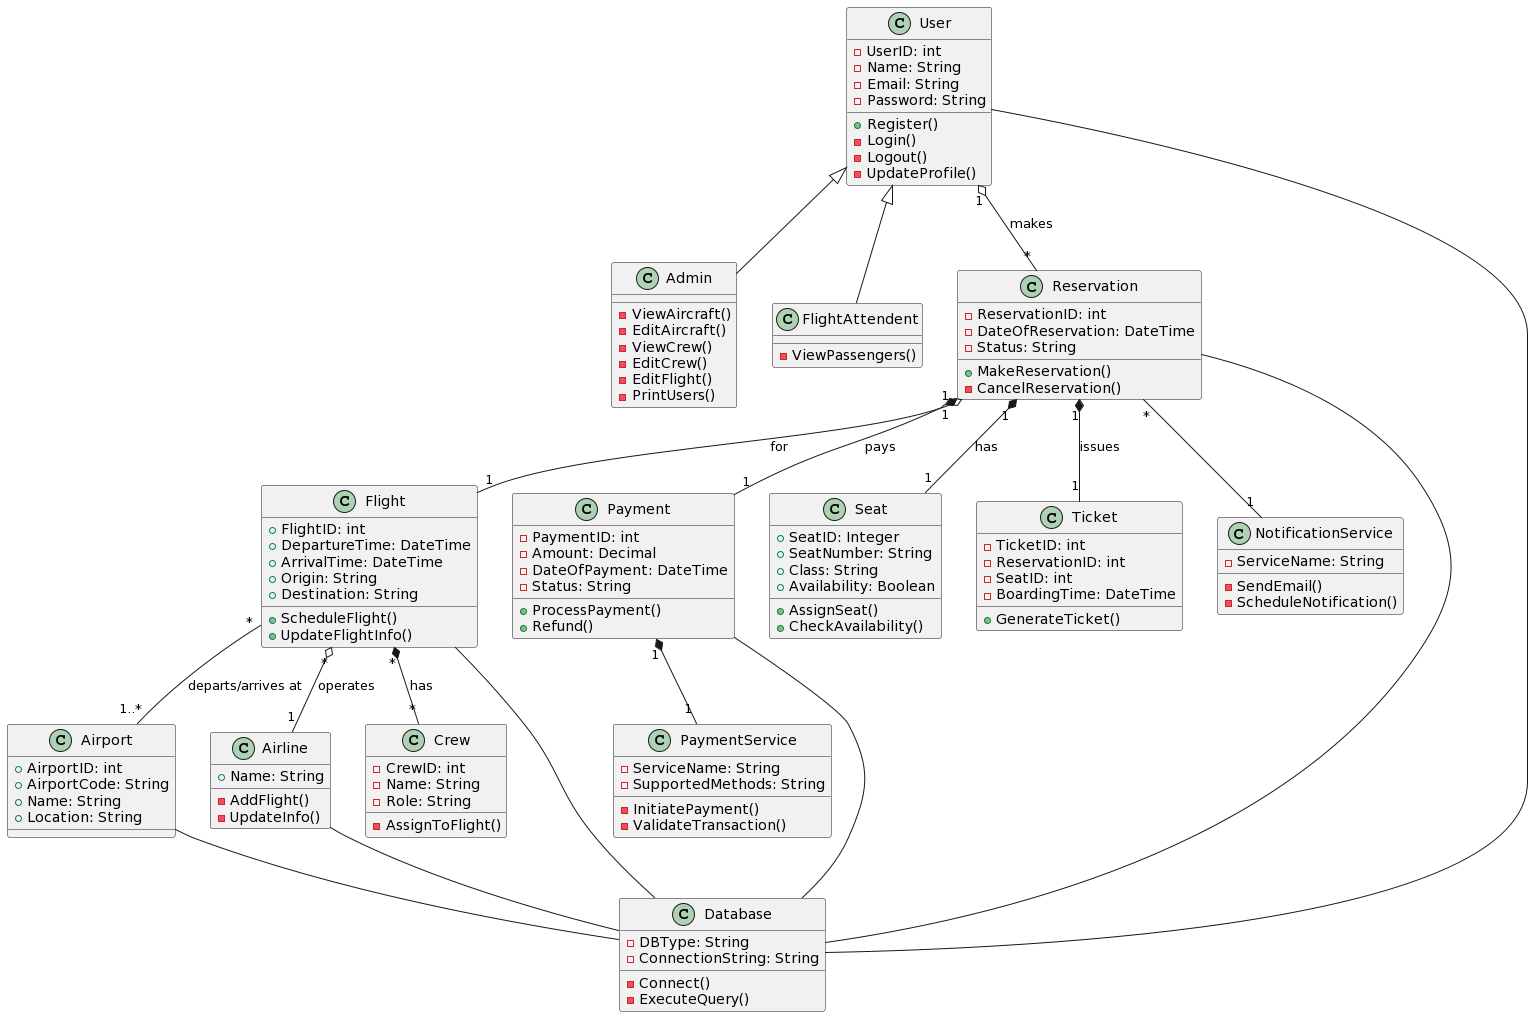 C User
UserID: int
Name: String
Email: String
Password: String
Register()
Login()
Logout()
UpdateProfile()
1
makes
*
C Admin
ViewAircraft()
EditAircraft()
ViewCrew()
EditCrew()
EditFlight()
PrintUsers()
C FlightAttendent
ViewPassengers()
C Reservation
ReservationID: int
DateOfReservation: DateTime
Status: String
MakeReservation()
CancelReservation()
1
1
1
1
*
for
pays
has
issues
1
1
1
1
1
C Flight
FlightID: int
DepartureTime: DateTime
ArrivalTime: DateTime
Origin: String
Destination: String
ScheduleFlight()
UpdateFlightInfo()
C Payment
PaymentID: int
Amount: Decimal
DateOfPayment: DateTime
Status: String
ProcessPayment()
Refund()
C Seat
SeatID: Integer
SeatNumber: String
Class: String
Availability: Boolean
AssignSeat()
CheckAvailability()
C Ticket
TicketID: int
ReservationID: int
SeatID: int
BoardingTime: DateTime
GenerateTicket()
C NotificationService
ServiceName: String
SendEmail()
ScheduleNotification()
*
*
*
1
departs/arrives at
operates
has
1..*
1
*
1
C Airport
AirportID: int
AirportCode: String
Name: String
Location: String
C Airline
Name: String
AddFlight()
UpdateInfo()
C Crew
CrewID: int
Name: String
Role: String
AssignToFlight()
C PaymentService
ServiceName: String
SupportedMethods: String
InitiatePayment()
ValidateTransaction()
C Database
DBType: String
ConnectionString: String
Connect()
ExecuteQuery()